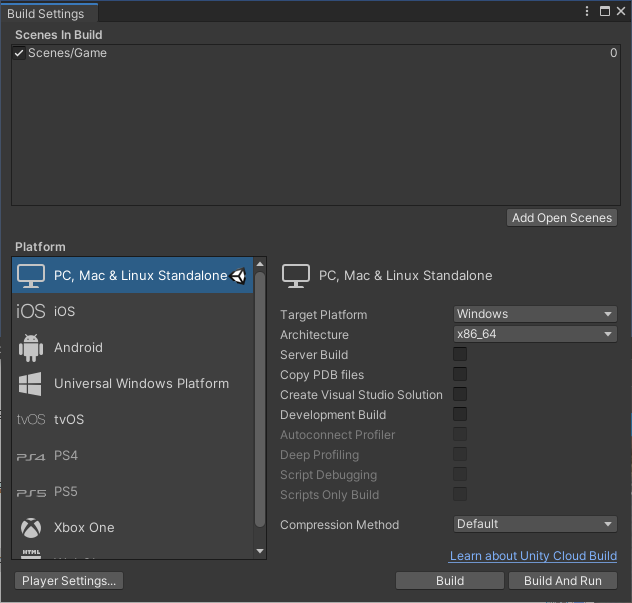 Build Settings
Scenes In Build
Scenes/Game 0
Add Open Scenes
Platform
PC, Mac & Linux Standalone
iOS iOS
Android
Universal Windows Platform
tvOS tvOS
PS4 PS4
PS5 PS5
Xbox One
HTML
PC, Mac & Linux Standalone
Target Platform Windows
Architecture x86_64
Server Build
Copy PDB files
Create Visual Studio Solution
Development Build
Autoconnect Profiler
Deep Profiling
Script Debugging
Scripts Only Build
Compression Method Default
Learn about Unity Cloud Build
Player Settings...
Build
Build And Run